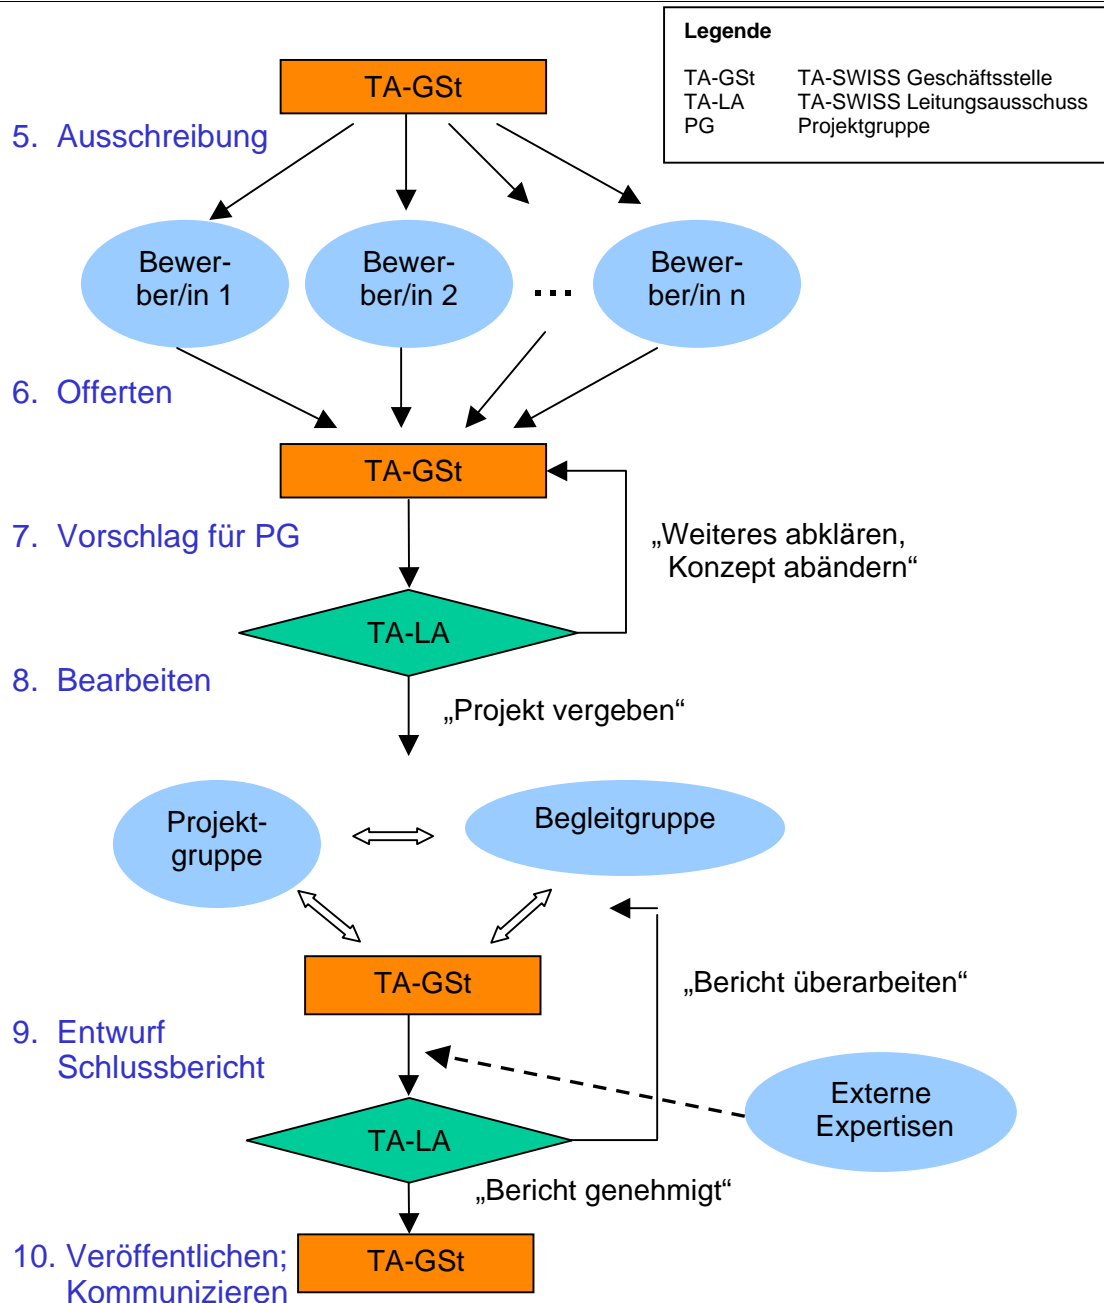 Legende
TA-GSt TA-SWISS Geschäftsstelle
TA-LA TA-SWISS Leitungsausschuss
PG Projektgruppe
TA-GSt
5. Ausschreibung
Bewer-
ber/in 1
Bewer-
ber/in 2
...
Bewer-
ber/in n
6. Offerten
TA-GSt
7. Vorschlag für PG
„Weiteres abklären,
Konzept abändern“
TA-LA
8. Bearbeiten
„Projekt vergeben“
Projekt-
gruppe
Begleitgruppe
TA-GSt
„Bericht überarbeiten“
9. Entwurf
Schlussbericht
Externe
Expertisen
TA-LA
„Bericht genehmigt“
10. Veröffentlichen;
Kommunizieren
TA-GSt